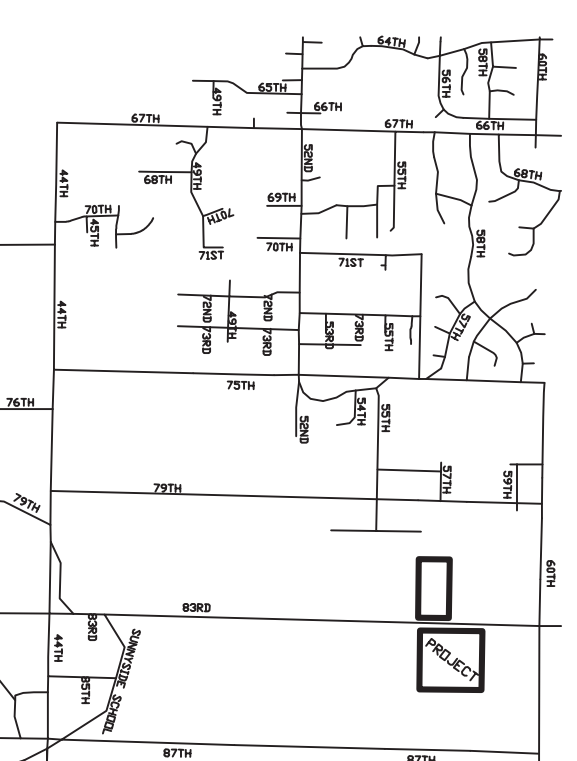 64TH
58TH
60TH
56TH
65TH
49TH
66TH
67TH
67TH
66TH
52ND
55TH
49TH
44TH
68TH
68TH
69TH
70TH
70TH
45TH
58TH
70TH
71ST
71ST
44TH
72ND
72ND
49TH
73RD
73RD
53RD
73RD
55TH
57TH
75TH
76TH
54TH
55TH
52ND
57TH
59TH
79TH
79TH
60TH
83RD
83RD
44TH
SUNNYSIDE SCHOOL
PROJECT
85TH
87TH
87TH